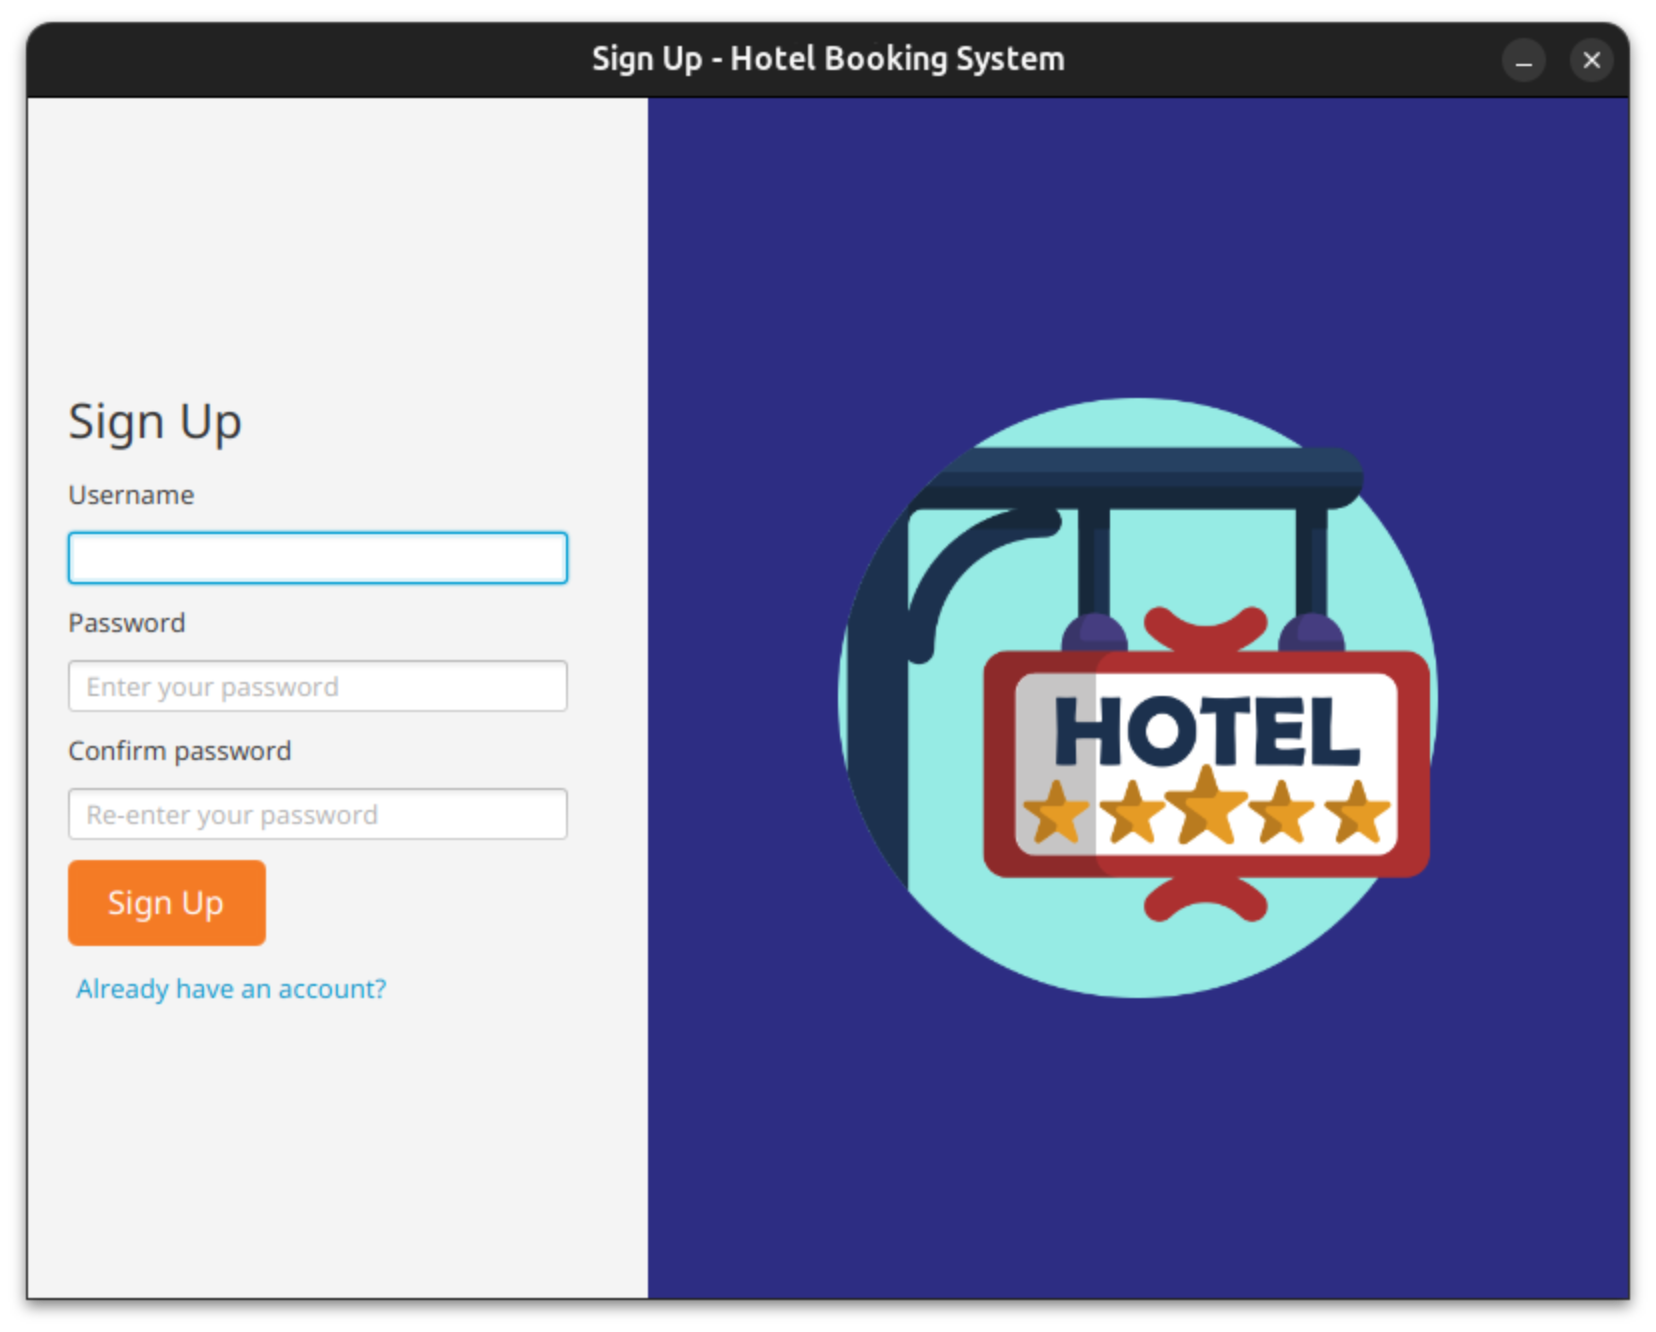 Sign Up - Hotel Booking System
Sign Up
Username
Password
Enter your password
Confirm password
Re-enter your password
Sign Up
Already have an account?
HOTEL